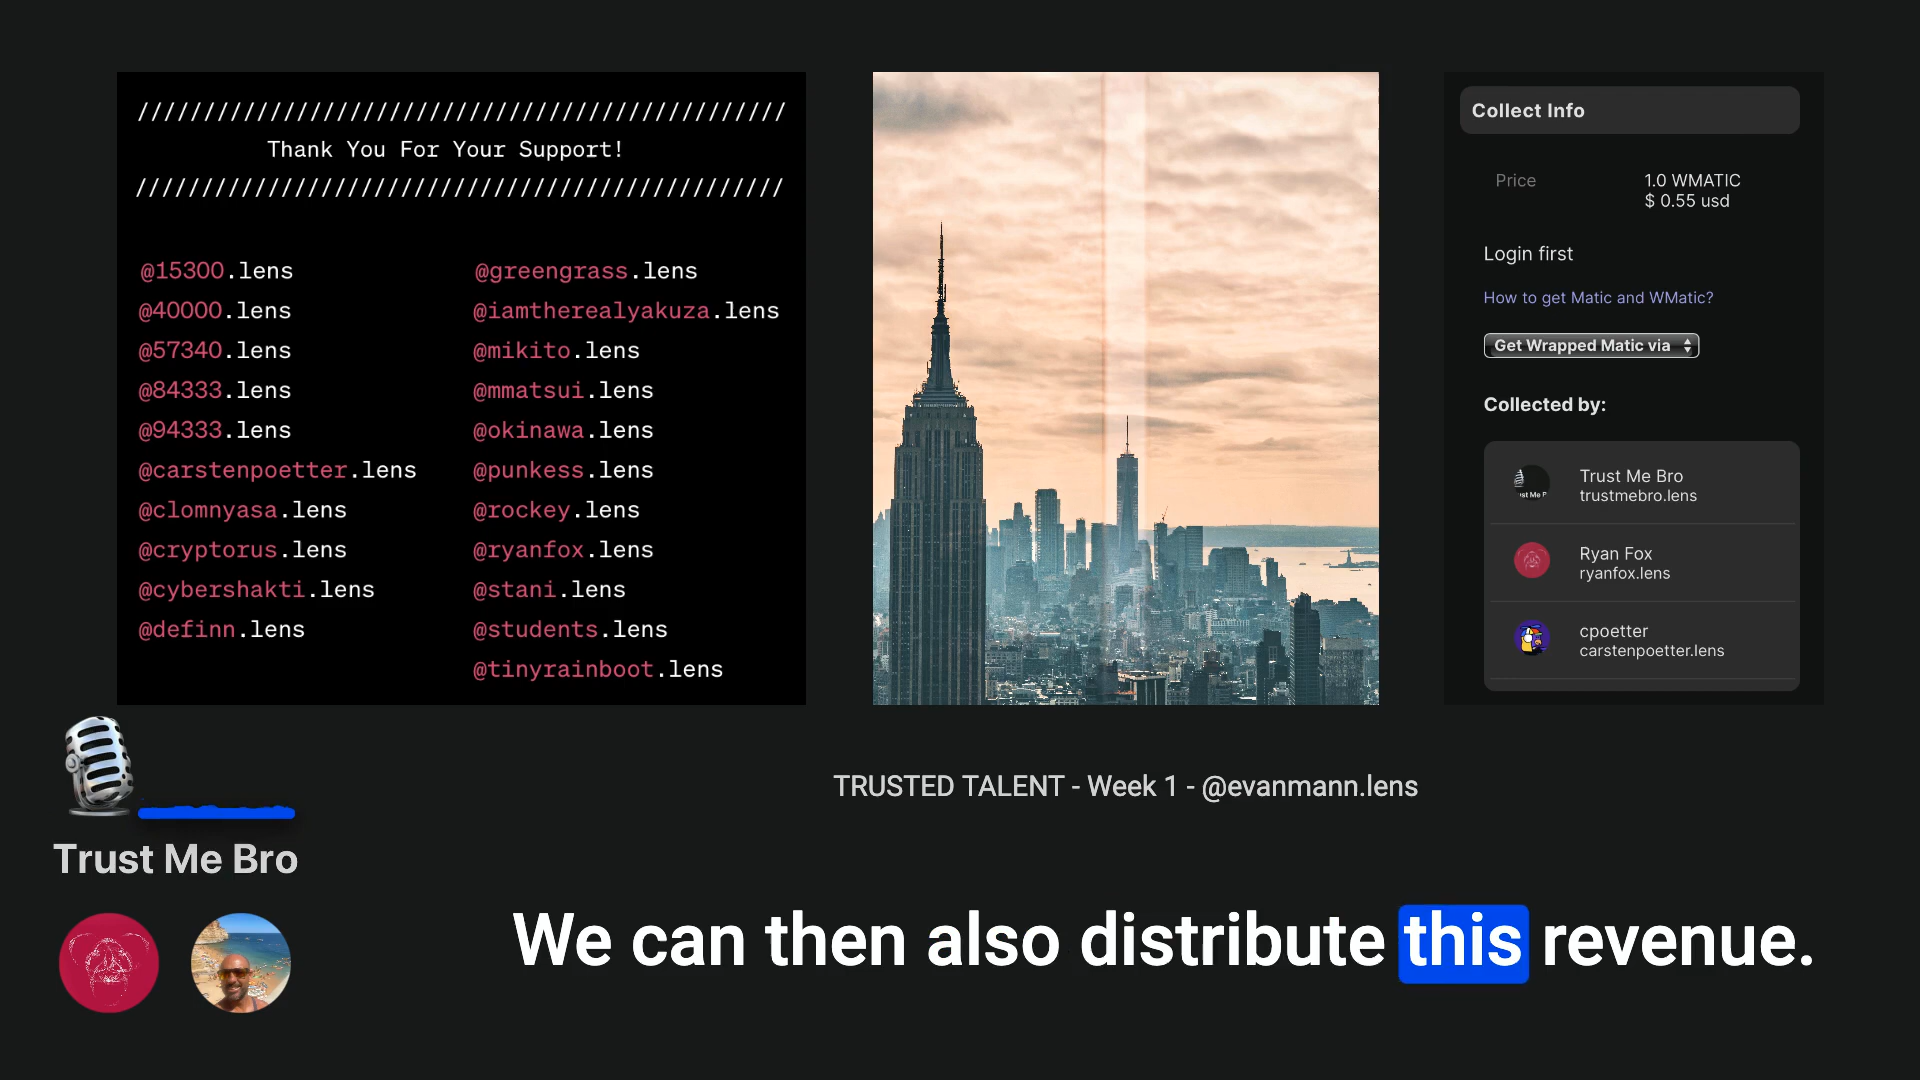 ////////////////////////////////////////////////
Thank You For Your Support!
////////////////////////////////////////////////
@15300.lens
@40000.lens
@57340.lens
@84333.lens
@94333.lens
@carstenpoetter.lens
@clomnyasa.lens
@cryptorus.lens
@cybershakti.lens
@definn.lens
@greengrass.lens
@iamtherealyakuza.lens
@mikito.lens
@mmatsui.lens
@okinawa.lens
@punkess.lens
@rockey.lens
@ryanfox.lens
@stani.lens
@students.lens
@tinyrainboot.lens
Collect Info
Price
1.0 WMATIC
$ 0.55 usd
Login first
How to get Matic and WMatic?
Get Wrapped Matic via
Collected by:
Trust Me Bro
trustmebro.lens
Ryan Fox
ryanfox.lens
cpoetter
carstenpoetter.lens
TRUSTED TALENT - Week 1 - @evanmann.lens
Trust Me Bro
We can then also distribute this revenue.